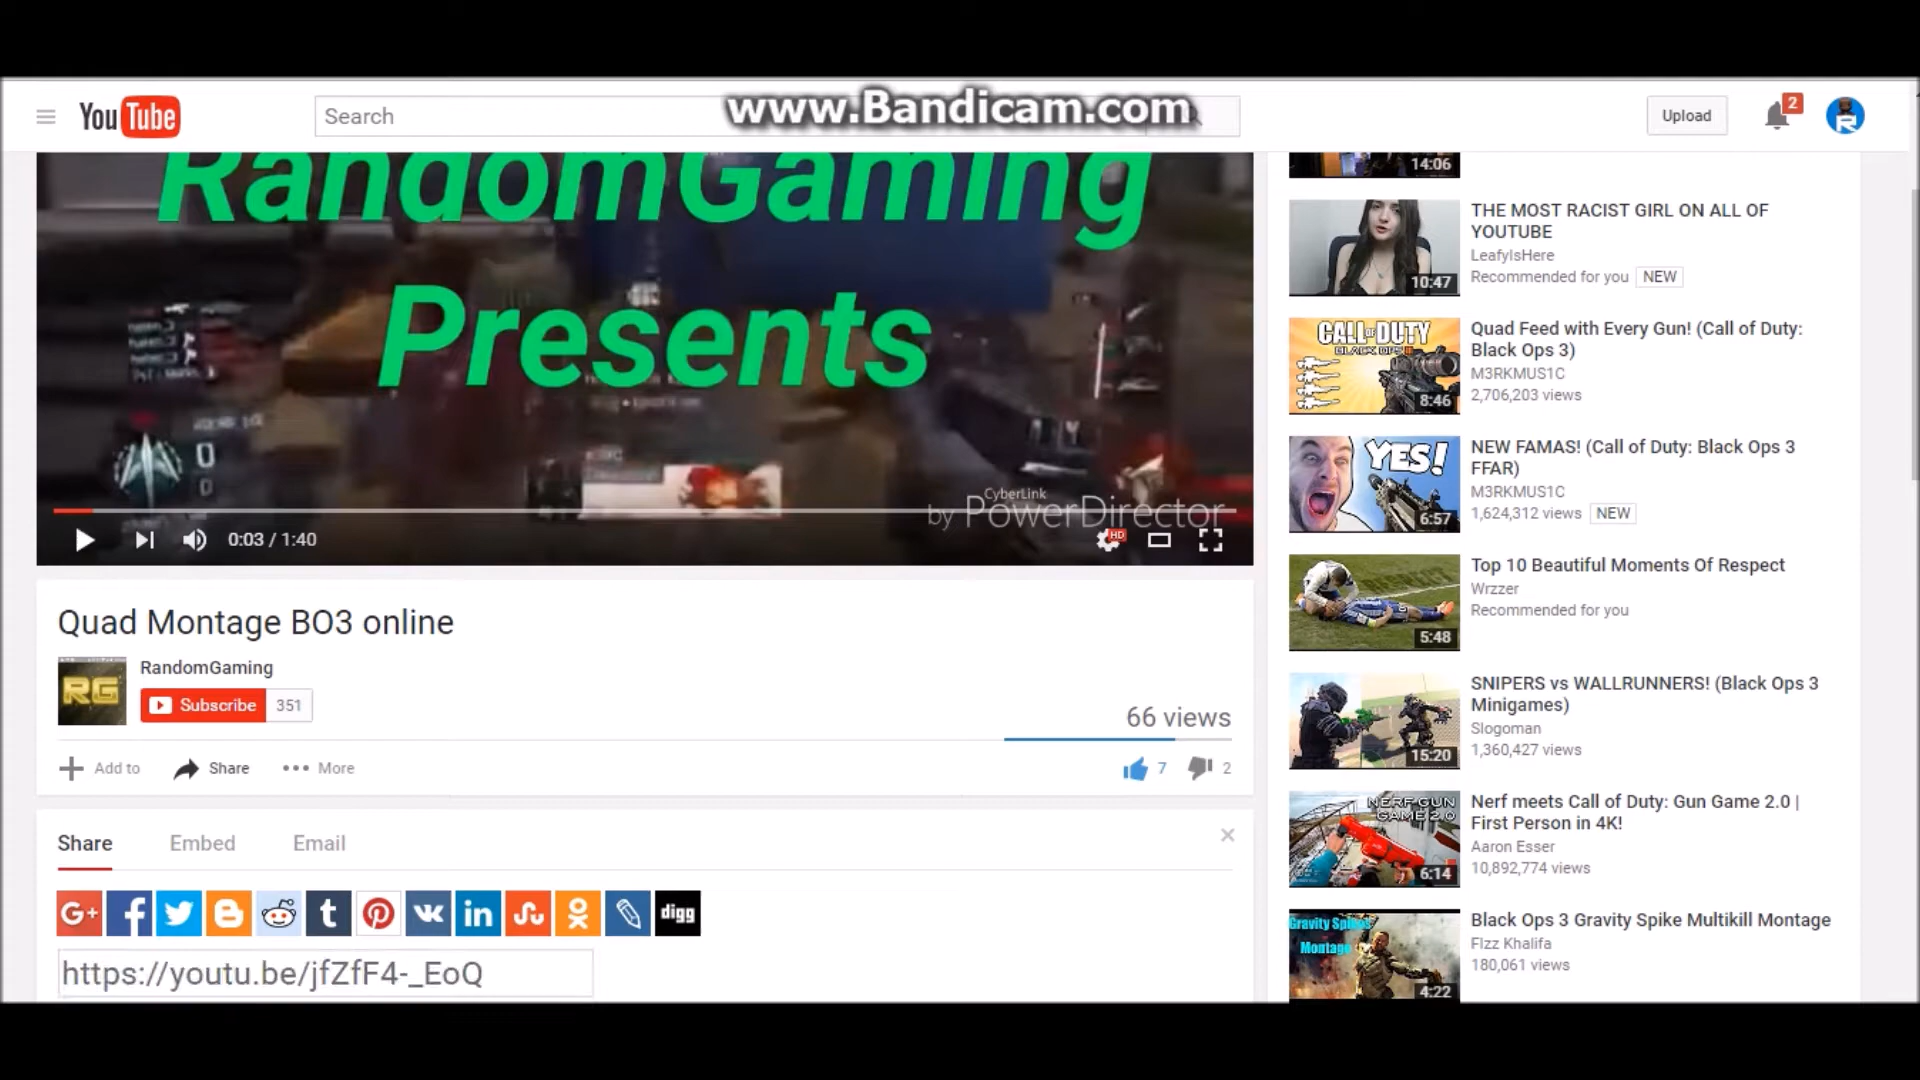 www.Bandicam.com
YouTube
Search
Upload
2
RandomGaming
Presents
CyberLink
by PowerDirector
0:03 / 1:40
HD
Quad Montage BO3 online
RG
RandomGaming
Subscribe 351
66 views
Add to
Share
More
7
2
Share
Embed
Email
G+
digg
https://youtu.be/jfZfF4-_EoQ
14:06
10:47
THE MOST RACIST GIRL ON ALL OF
YOUTUBE
LeafyIsHere
Recommended for you NEW
CALL OF DUTY
BLACK OPS III
8:46
Quad Feed with Every Gun! (Call of Duty:
Black Ops 3)
M3RKMUS1C
2,706,203 views
YES!
6:57
NEW FAMAS! (Call of Duty: Black Ops 3
FFAR)
M3RKMUS1C
1,624,312 views NEW
5:48
Top 10 Beautiful Moments Of Respect
Wrzzer
Recommended for you
15:20
SNIPERS vs WALLRUNNERS! (Black Ops 3
Minigames)
Slogoman
1,360,427 views
NERF GUN
GAME 2.0
6:14
Nerf meets Call of Duty: Gun Game 2.0 |
First Person in 4K!
Aaron Esser
10,892,774 views
Gravity Spikes
Montage
4:22
Black Ops 3 Gravity Spike Multikill Montage
FIzz Khalifa
180,061 views